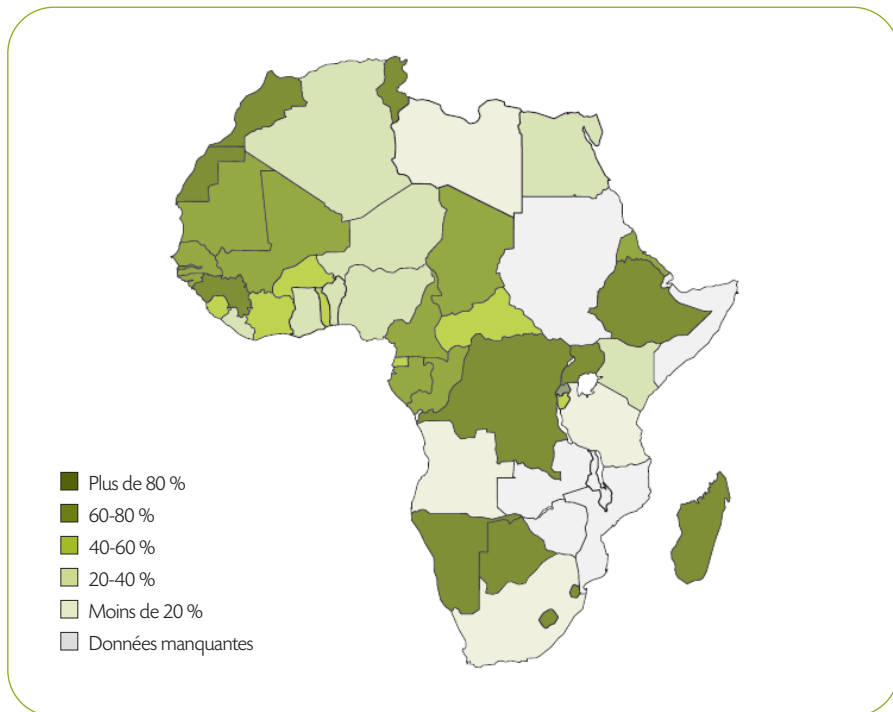 Plus de 80 %
60-80 %
40-60 %
20-40 %
Moins de 20 %
Données manquantes